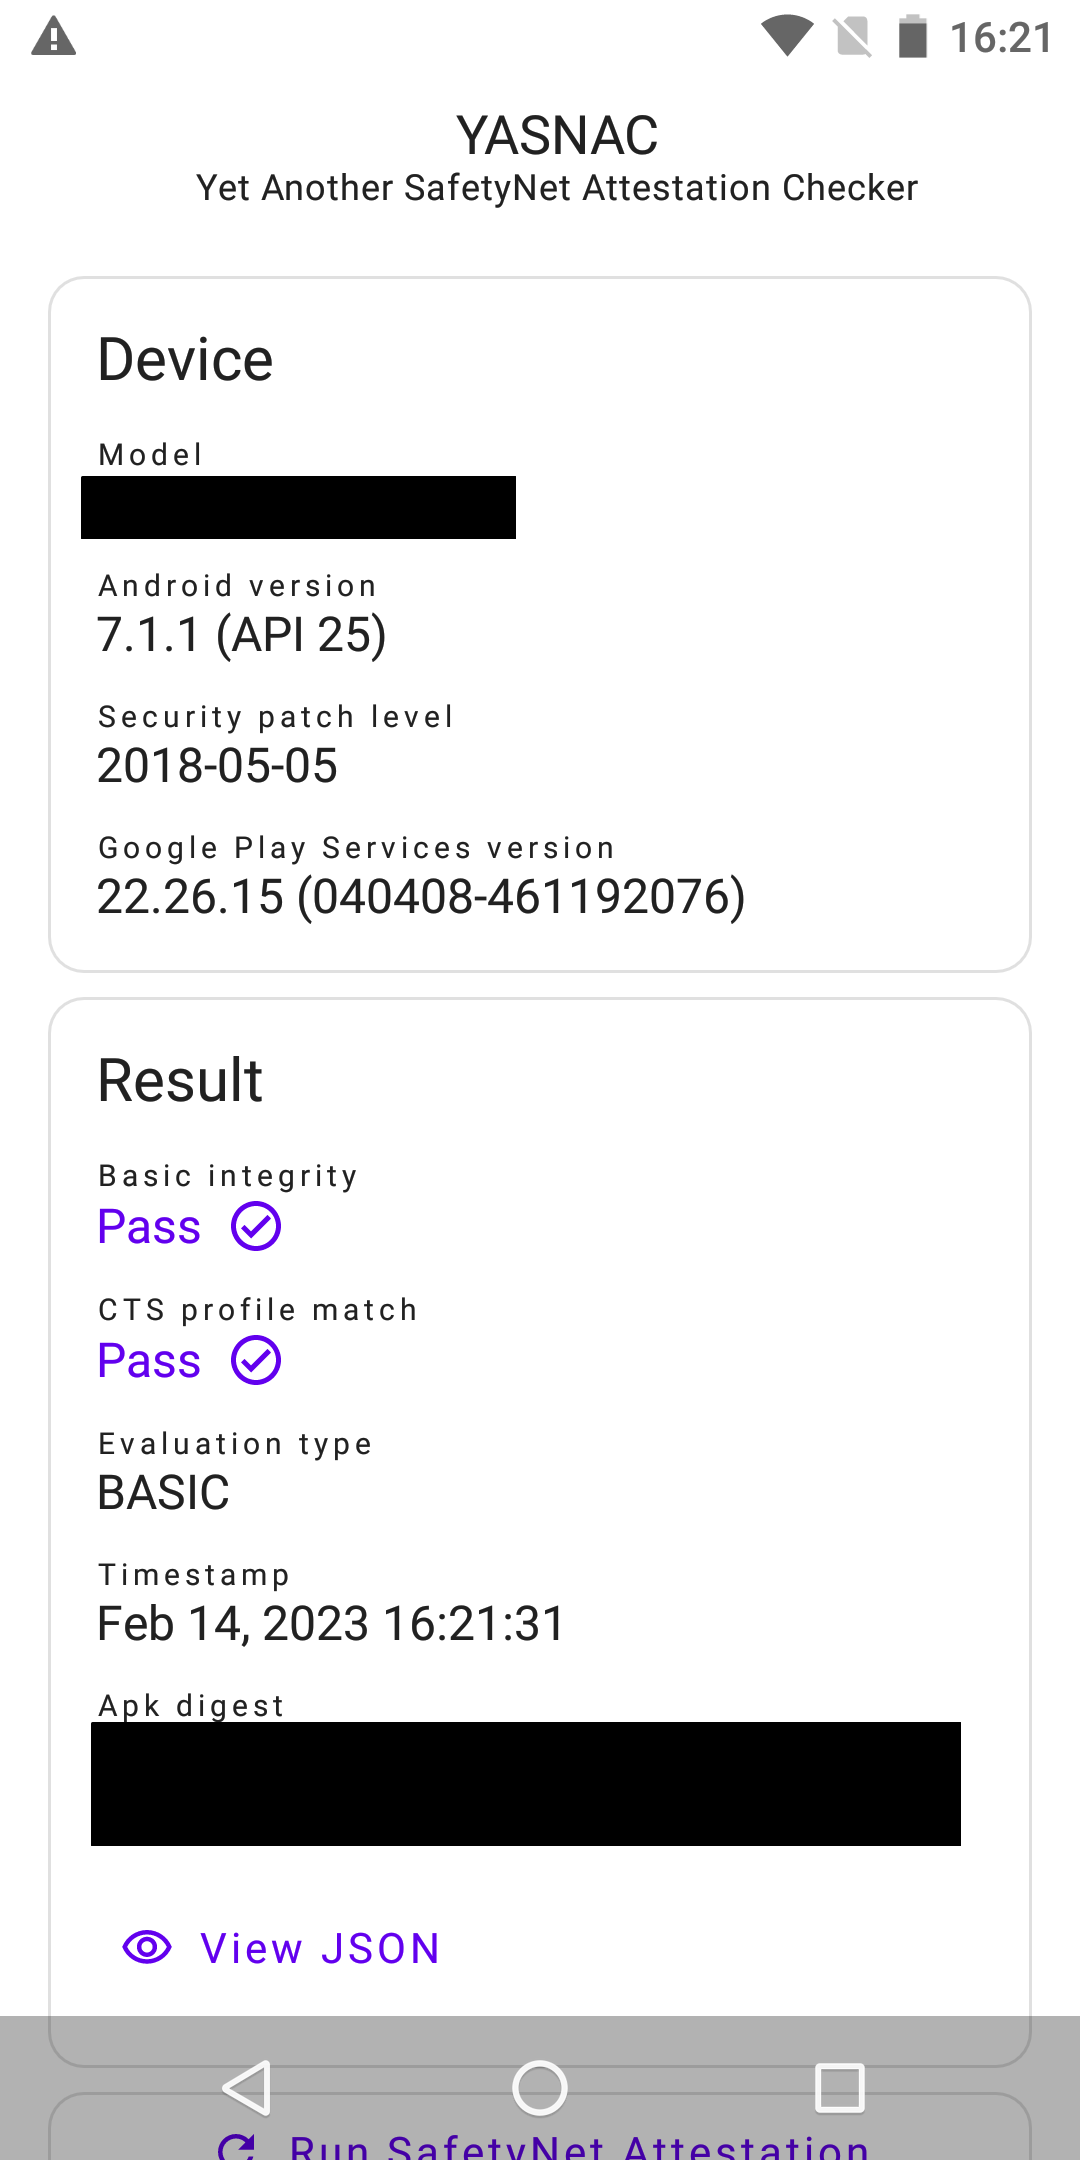 16:21
YASNAC
Yet Another SafetyNet Attestation Checker
Device
Model
Android version
7.1.1 (API 25)
Security patch level
2018-05-05
Google Play Services version
22.26.15 (040408-461192076)
Result
Basic integrity
Pass
CTS profile match
Pass
Evaluation type
BASIC
Timestamp
Feb 14, 2023 16:21:31
Apk digest
View JSON
Run SafetyNet Attestation